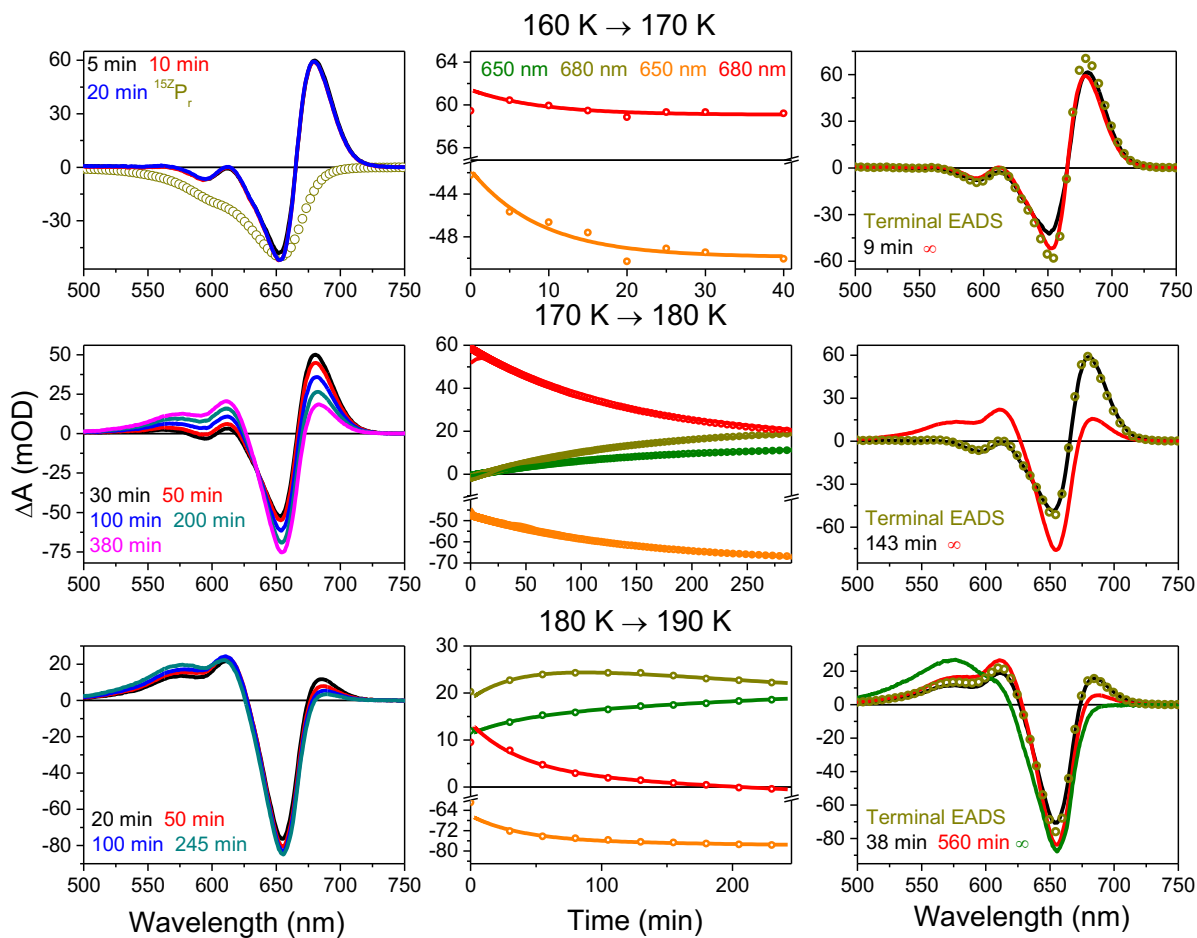 160 K → 170 K
5 min 10 min
20 min 15ZPr
60
30
0
-30
500 550 600 650 700 750
650 nm 680 nm 650 nm 680 nm
64
60
56
-44
-48
0 10 20 30 40
60
30
0
-30
-60
Terminal EADS
9 min ∞
500 550 600 650 700 750
170 K → 180 K
ΔA (mOD)
50
25
0
-25
-50
-75
30 min 50 min
100 min 200 min
380 min
500 550 600 650 700 750
60
40
20
0
-50
-60
-70
0 50 100 150 200 250
60
30
0
-30
-60
Terminal EADS
143 min ∞
500 550 600 650 700 750
180 K → 190 K
20
0
-20
-40
-60
-80
20 min 50 min
100 min 245 min
500 550 600 650 700 750
Wavelength (nm)
30
20
10
0
-64
-72
-80
0 100 200
Time (min)
40
20
0
-20
-40
-60
-80
Terminal EADS
38 min 560 min ∞
500 550 600 650 700 750
Wavelength (nm)